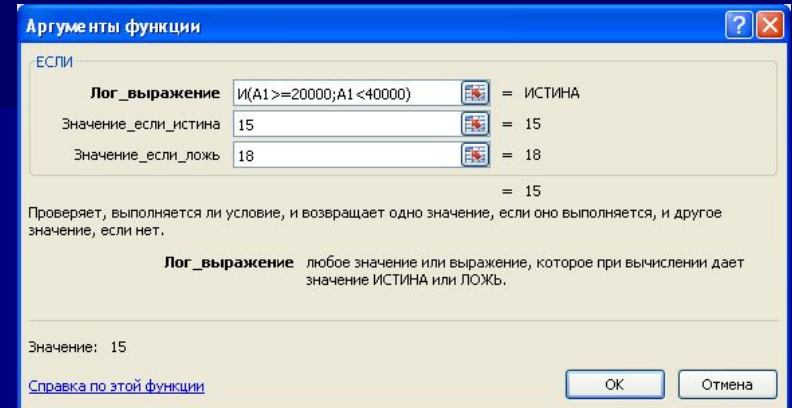 Аргументы функции
ЕСЛИ
Лог_выражение И(A1>=20000;A1<40000) = ИСТИНА
Значение_если_истина 15 = 15
Значение_если_ложь 18 = 18
= 15
Проверяет, выполняется ли условие, и возвращает одно значение, если оно выполняется, и другое
значение, если нет.
Лог_выражение любое значение или выражение, которое при вычислении дает
значение ИСТИНА или ЛОЖЬ.
Значение: 15
Справка по этой функции ОК Отмена